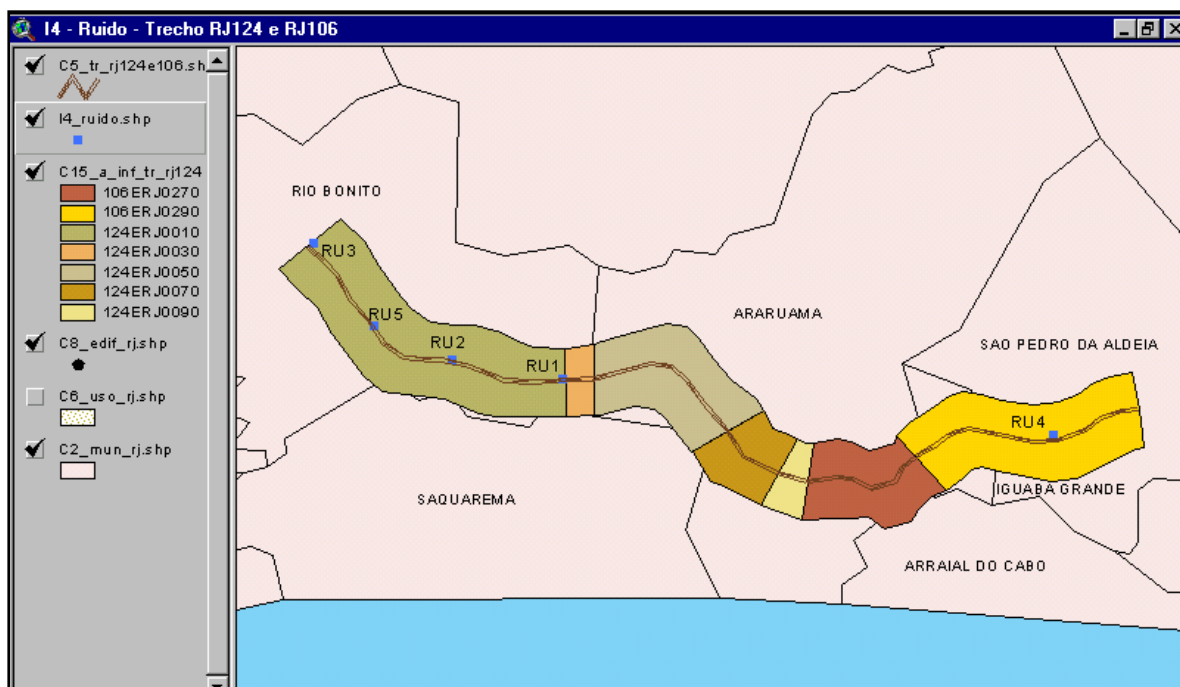 I4 - Ruido - Trecho RJ124 e RJ106
C5_tr_rj124e106.sh
I4_ruido.shp
C15_a_inf_tr_rj124
106ERJ0270
106ERJ0290
124ERJ0010
124ERJ0030
124ERJ0050
124ERJ0070
124ERJ0090
C8_edif_rj.shp
C6_uso_rj.shp
C2_mun_rj.shp
RIO BONITO
RU3
RU5
RU2
RU1
ARARUAMA
SAO PEDRO DA ALDEIA
RU4
IGUABA GRANDE
SAQUAREMA
ARRAIAL DO CABO